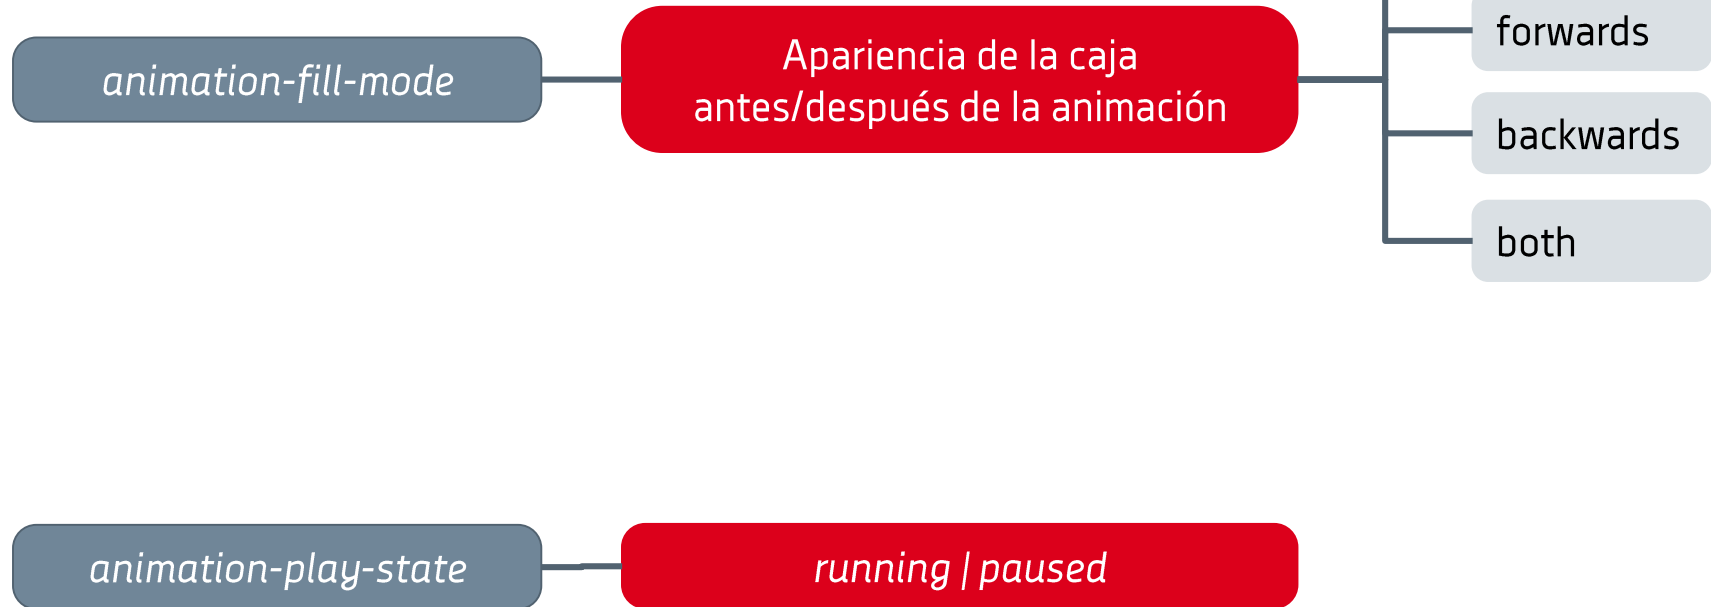 animation-fill-mode
Apariencia de la caja
antes/después de la animación
forwards
backwards
both
animation-play-state
running | paused